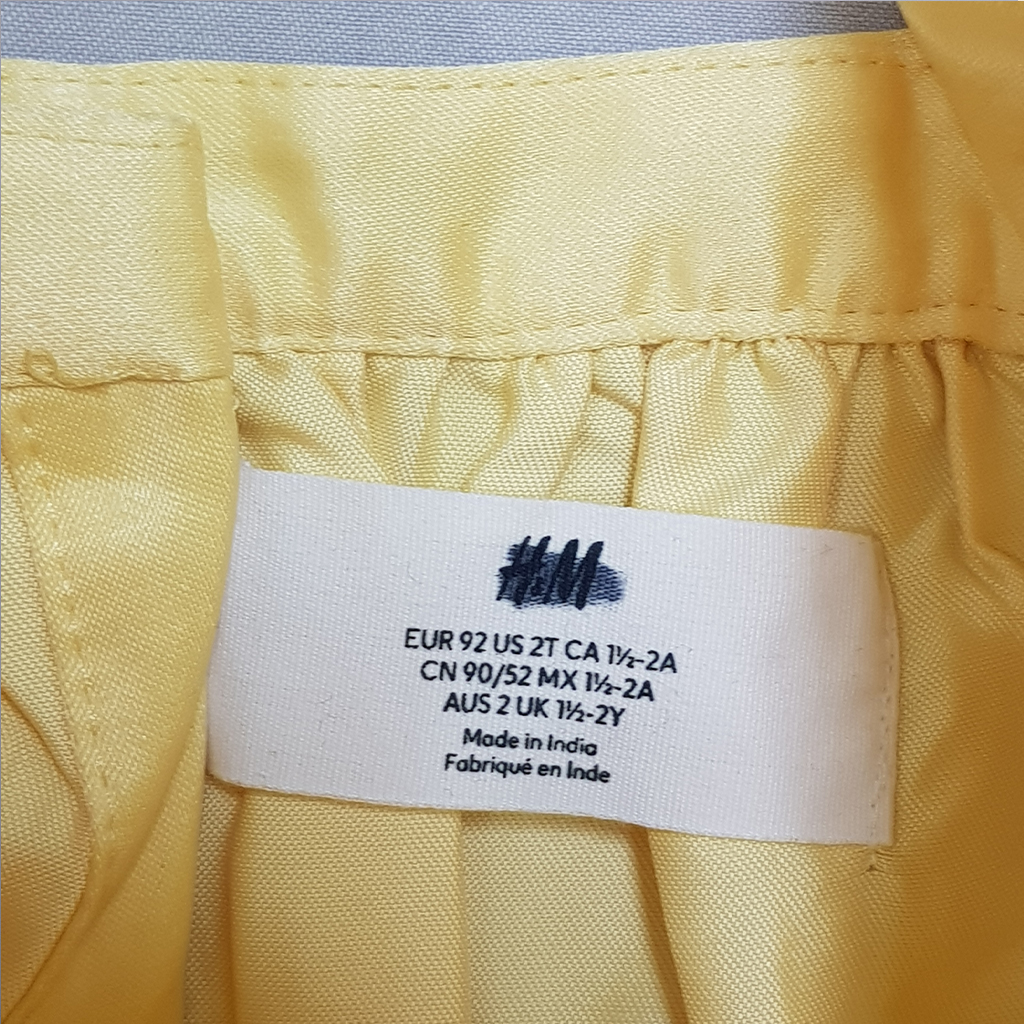 H&M
EUR 92 US 2T CA 1½-2A
CN 90/52 MX 1½-2A
AUS 2 UK 1½-2Y
Made in India
Fabriqué en Inde